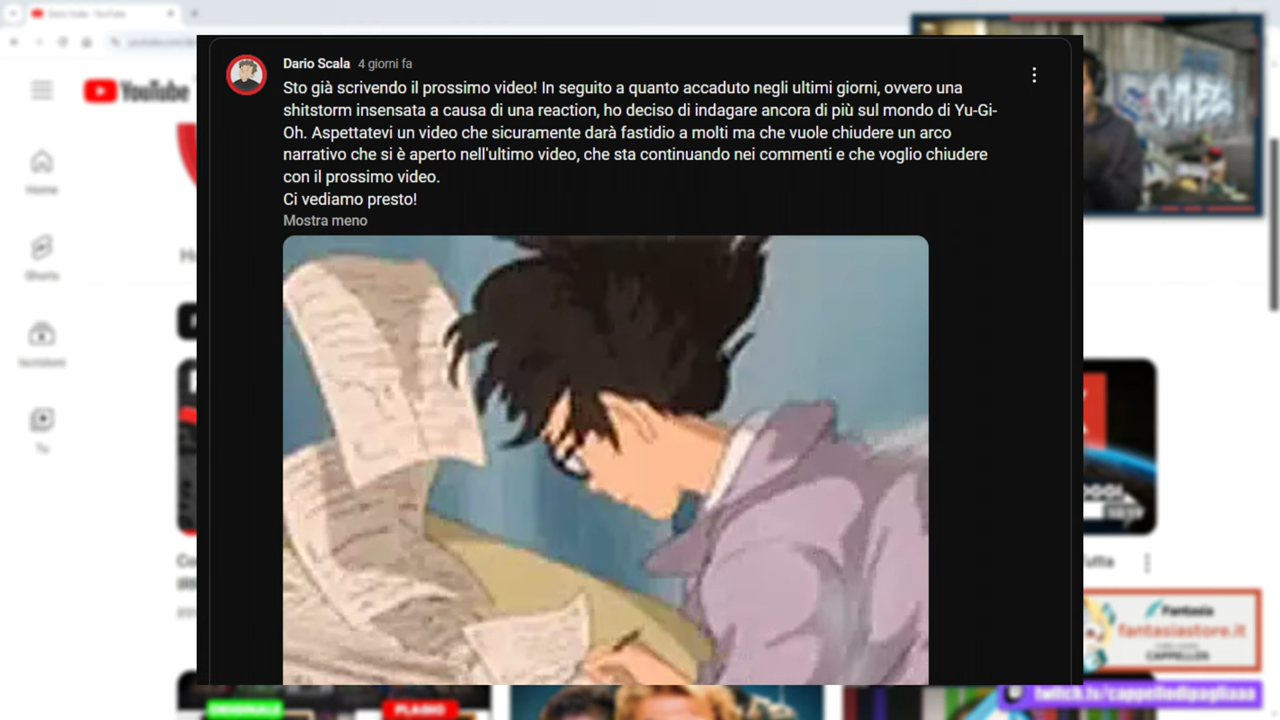 YouTube
Home
Shorts
Iscrizioni
Tu
Dario Scala 4 giorni fa
Sto già scrivendo il prossimo video! In seguito a quanto accaduto negli ultimi giorni, ovvero una
shitstorm insensata a causa di una reaction, ho deciso di indagare ancora di più sul mondo di Yu-Gi-
Oh. Aspettatevi un video che sicuramente darà fastidio a molti ma che vuole chiudere un arco
narrativo che si è aperto nell'ultimo video, che sta continuando nei commenti e che voglio chiudere
con il prossimo video.
Ci vediamo presto!
Mostra meno
Fantasia
fantasiastore.it
CAPPELLO5
twitch.tv/cappellodipagliaaa
ORIGINALE
PLAGIO